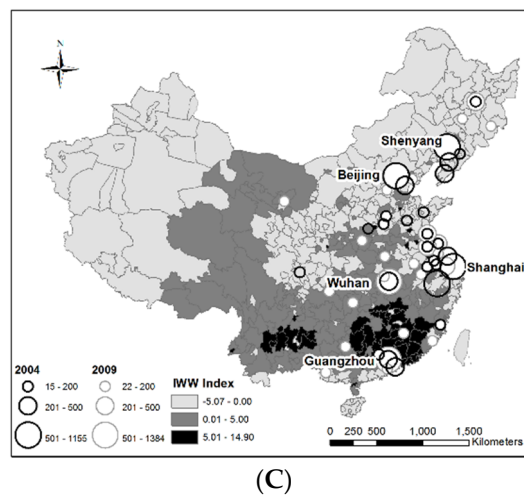 N
Shenyang
Beijing
Shanghai
Wuhan
Guangzhou
2004 2009 IWW Index
15 - 200 22 - 200 -5.07 - 0.00
201 - 500 201 - 500 0.01 - 5.00
501 - 1155 501 - 1384 5.01 - 14.90
0 250 500 1,000 1,500
Kilometers
(C)